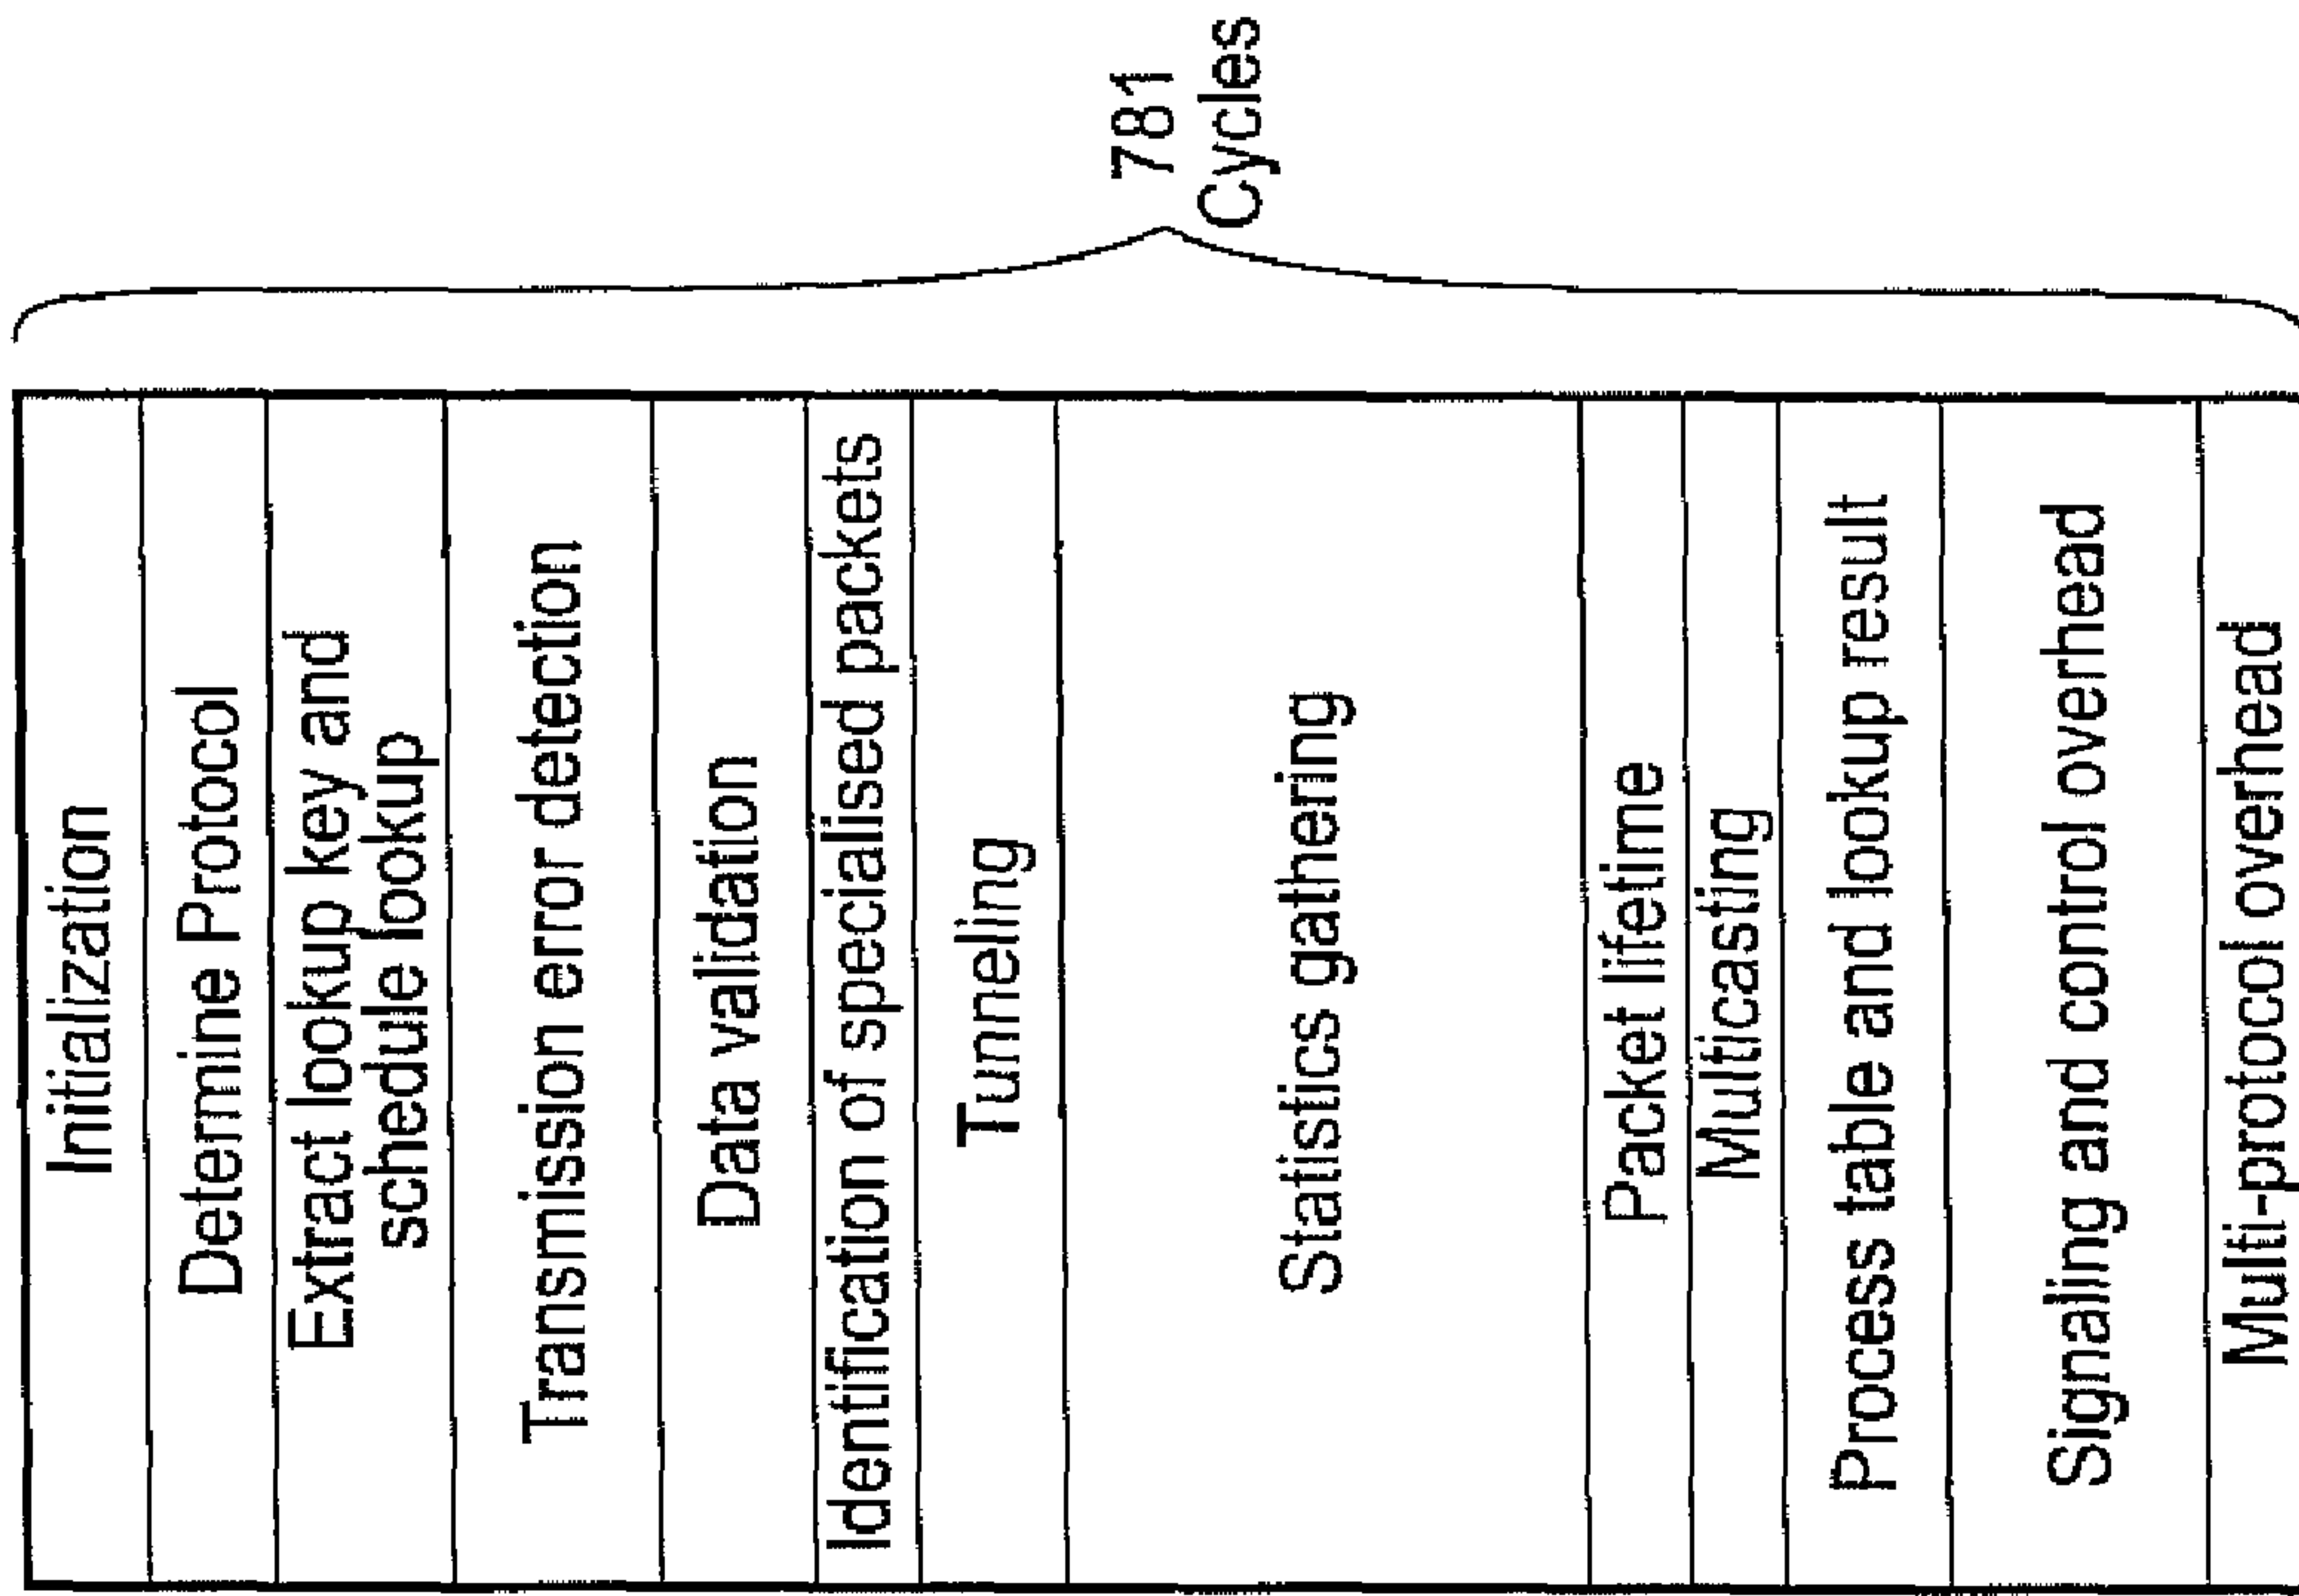 Initialization
Determine Protocol
Extract lookup key and
schedule lookup
Transmission error detection
Data validation
Identification of specialised packets
Tunneling
Statistics gathering
Packet lifetime
Multicasting
Process table and lookup result
Signaling and control overhead
Multi-protocol overhead
781
Cycles